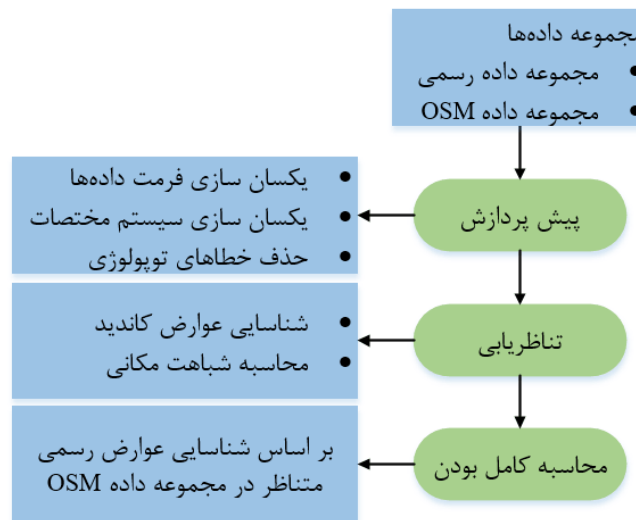 مجموعه داده‌ها
• مجموعه داده رسمی
• مجموعه داده OSM
پیش پردازش
• یکسان سازی فرمت داده‌ها
• یکسان سازی سیستم مختصات
• حذف خطاهای توپولوژی
تناظریابی
• شناسایی عوارض کاندید
• محاسبه شباهت مکانی
محاسبه کامل بودن
بر اساس شناسایی عوارض رسمی
متناظر در مجموعه داده OSM